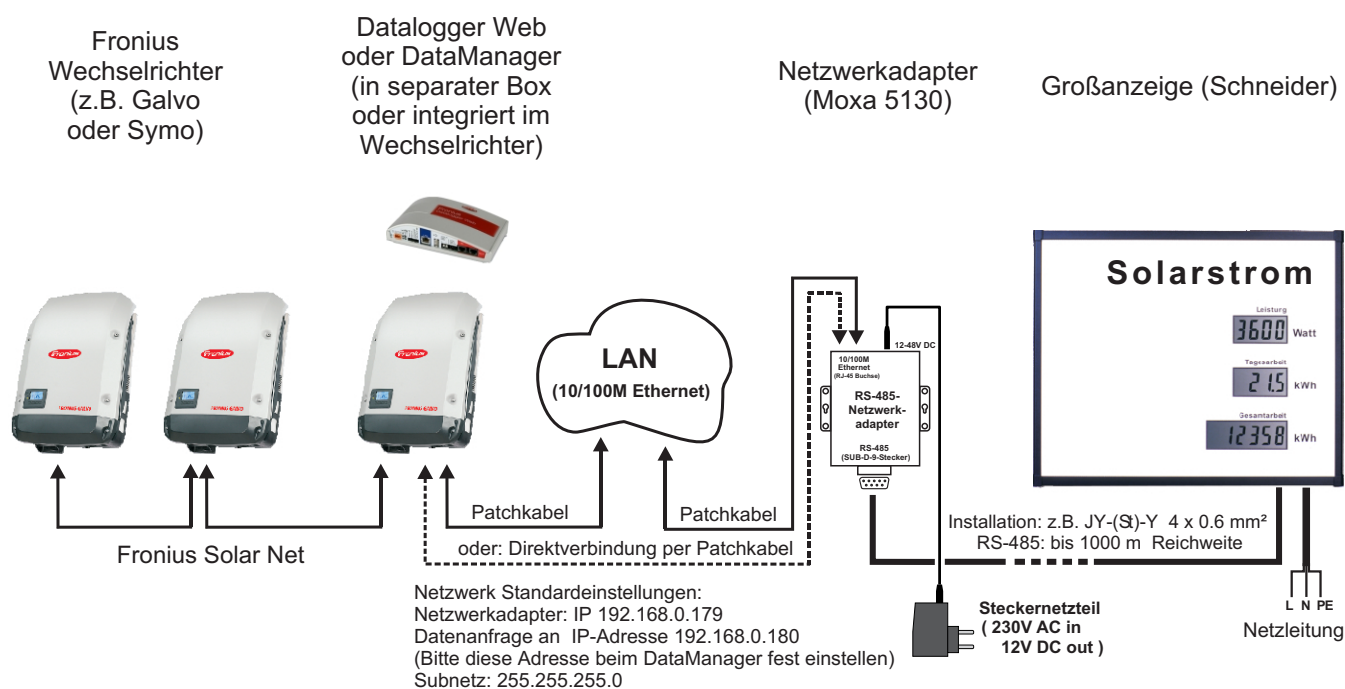 Fronius
Wechselrichter
(z.B. Galvo
oder Symo)
Datalogger Web
oder DataManager
(in separater Box
oder integriert im
Wechselrichter)
Netzwerkadapter
(Moxa 5130)
Großanzeige (Schneider)
Solarstrom
Leistung
3600 Watt
Tagesarbeit
21.5 kWh
Gesamtarbeit
12358 kWh
Fronius
Fronius
Fronius
LAN
(10/100M Ethernet)
12-48V DC
10/100M
Ethernet
(RJ-45 Buchse)
RS-485-
Netzwerk-
adapter
RS-485
(SUB-D-9-Stecker)
Patchkabel
Patchkabel
Fronius Solar Net
oder: Direktverbindung per Patchkabel
Installation: z.B. JY-(St)-Y 4 x 0.6 mm²
RS-485: bis 1000 m Reichweite
Netzwerk Standardeinstellungen:
Netzwerkadapter: IP 192.168.0.179
Datenanfrage an IP-Adresse 192.168.0.180
(Bitte diese Adresse beim DataManager fest einstellen)
Subnetz: 255.255.255.0
Steckernetzteil
( 230V AC in
12V DC out )
L N PE
Netzleitung